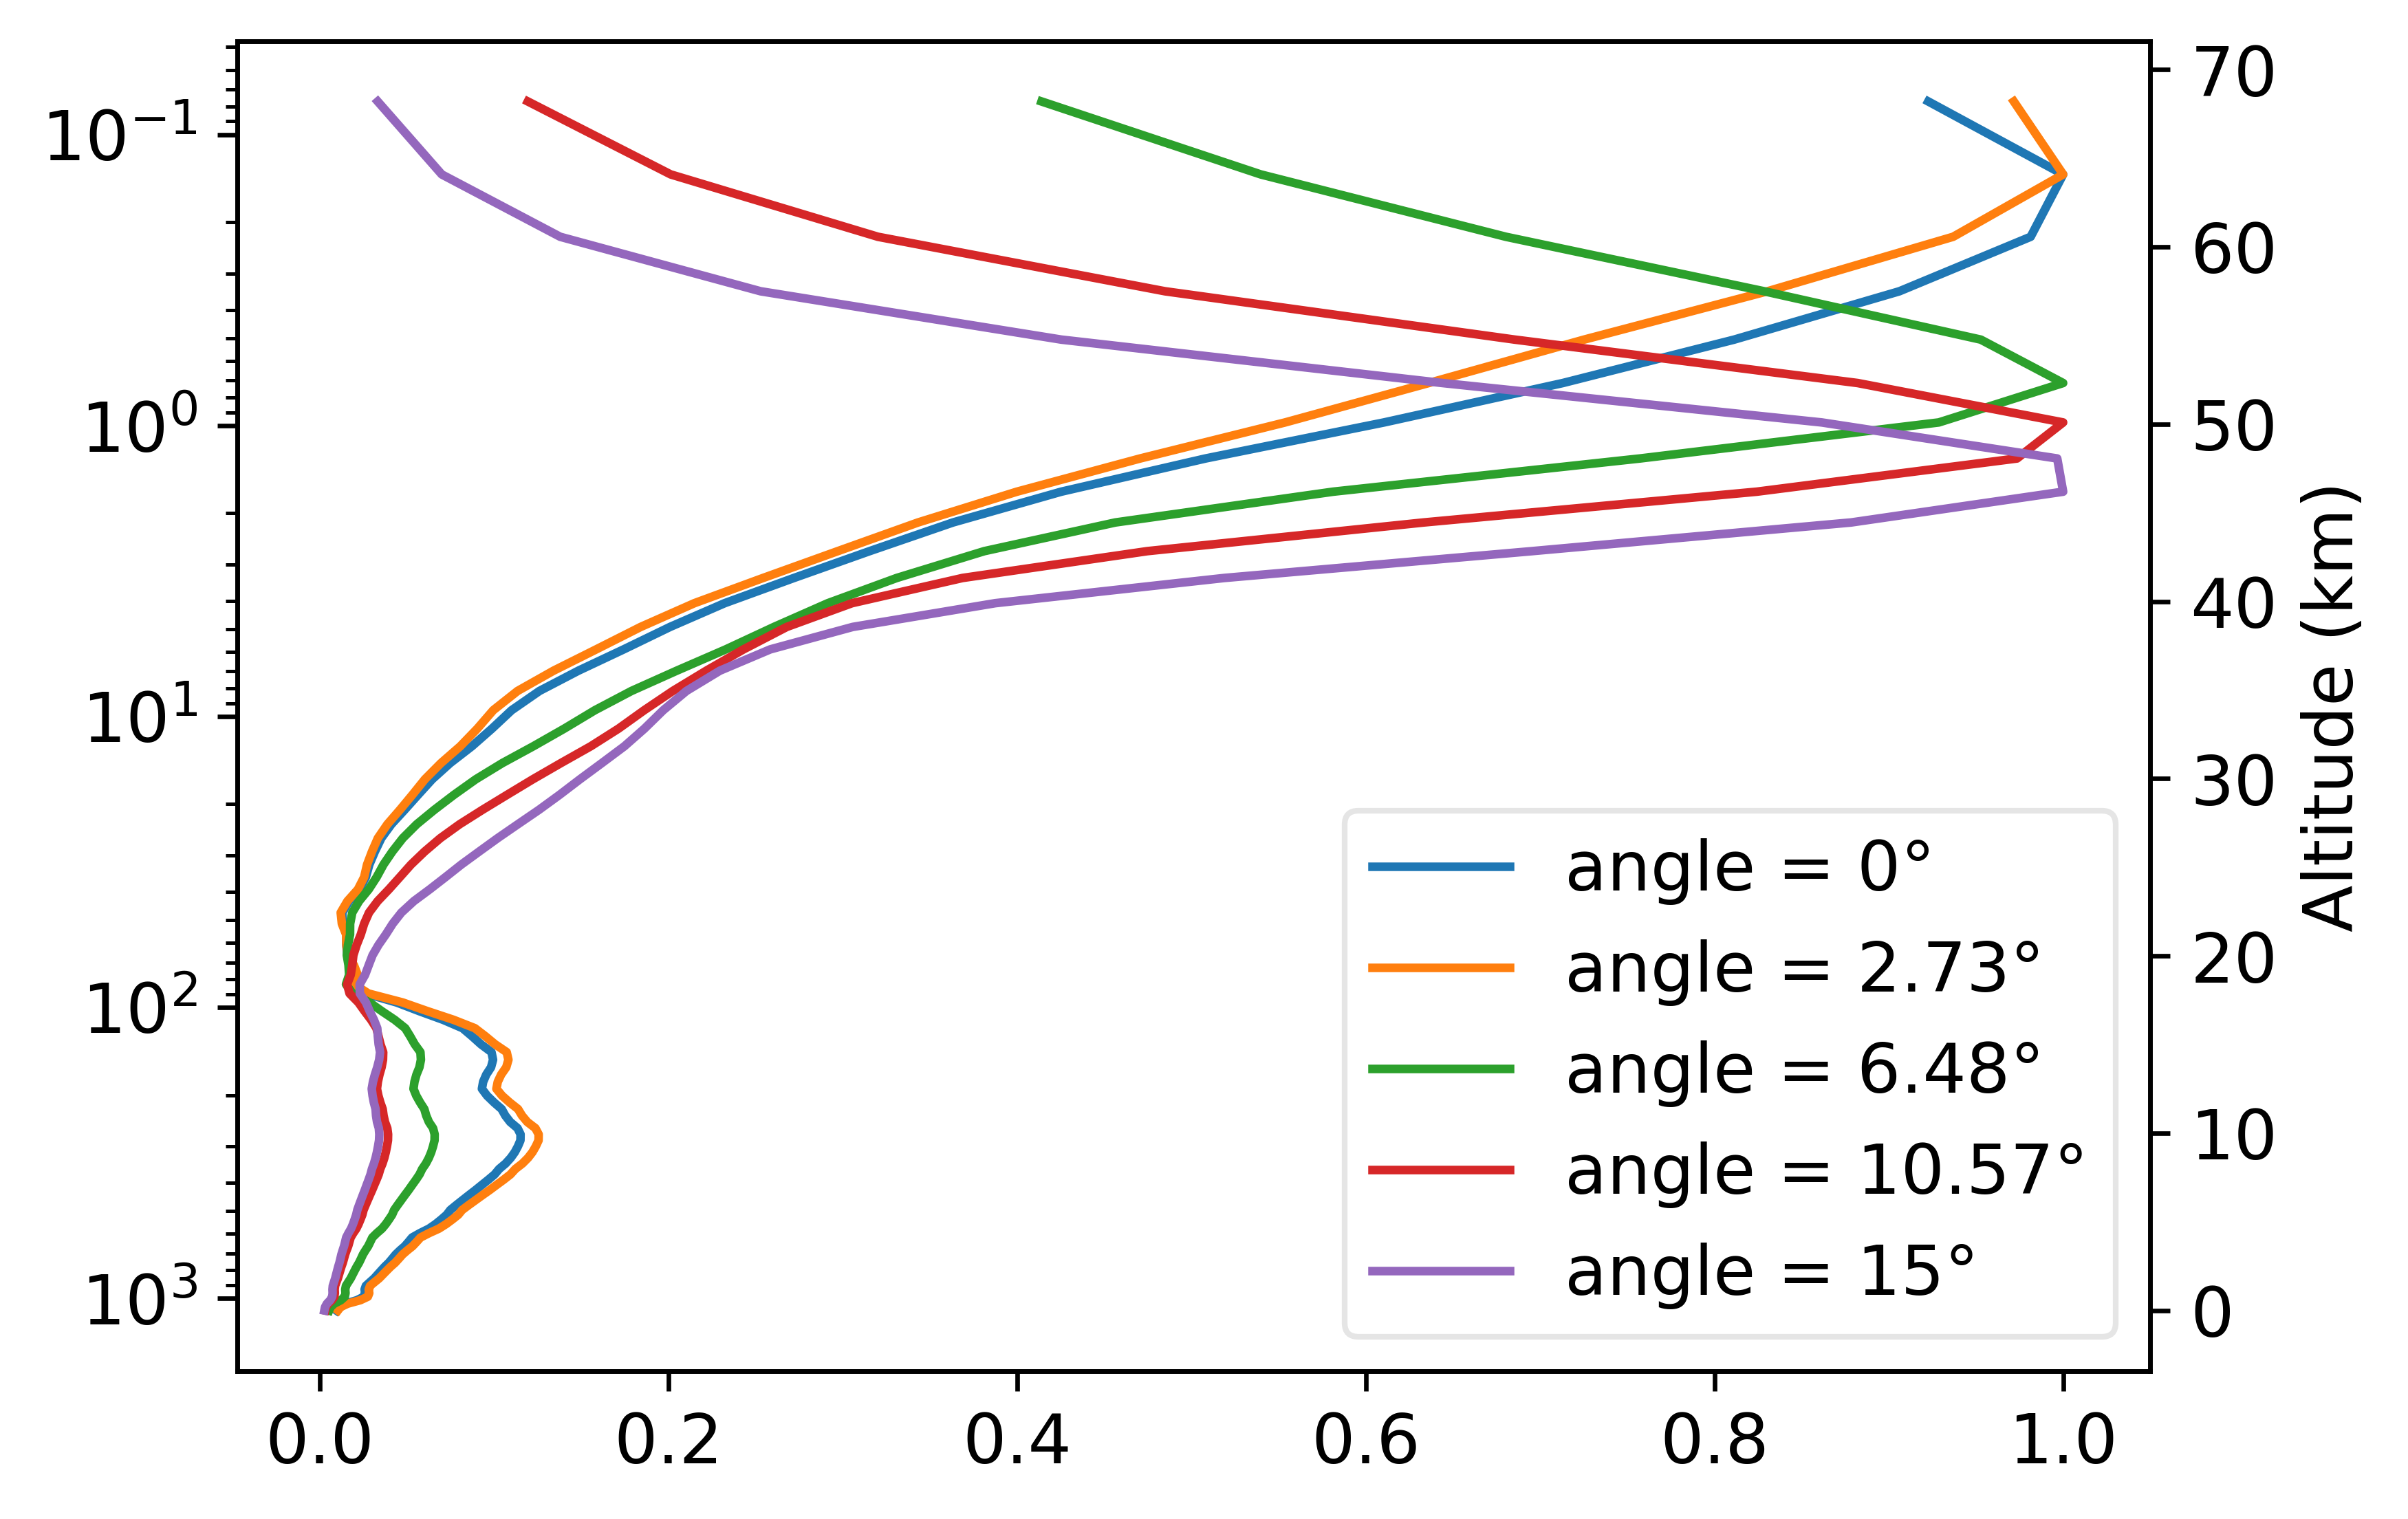 10⁻¹
10⁰
10¹
10²
10³
70
60
50
40
30
20
10
0
Altitude (km)
angle = 0°
angle = 2.73°
angle = 6.48°
angle = 10.57°
angle = 15°
0.0 0.2 0.4 0.6 0.8 1.0